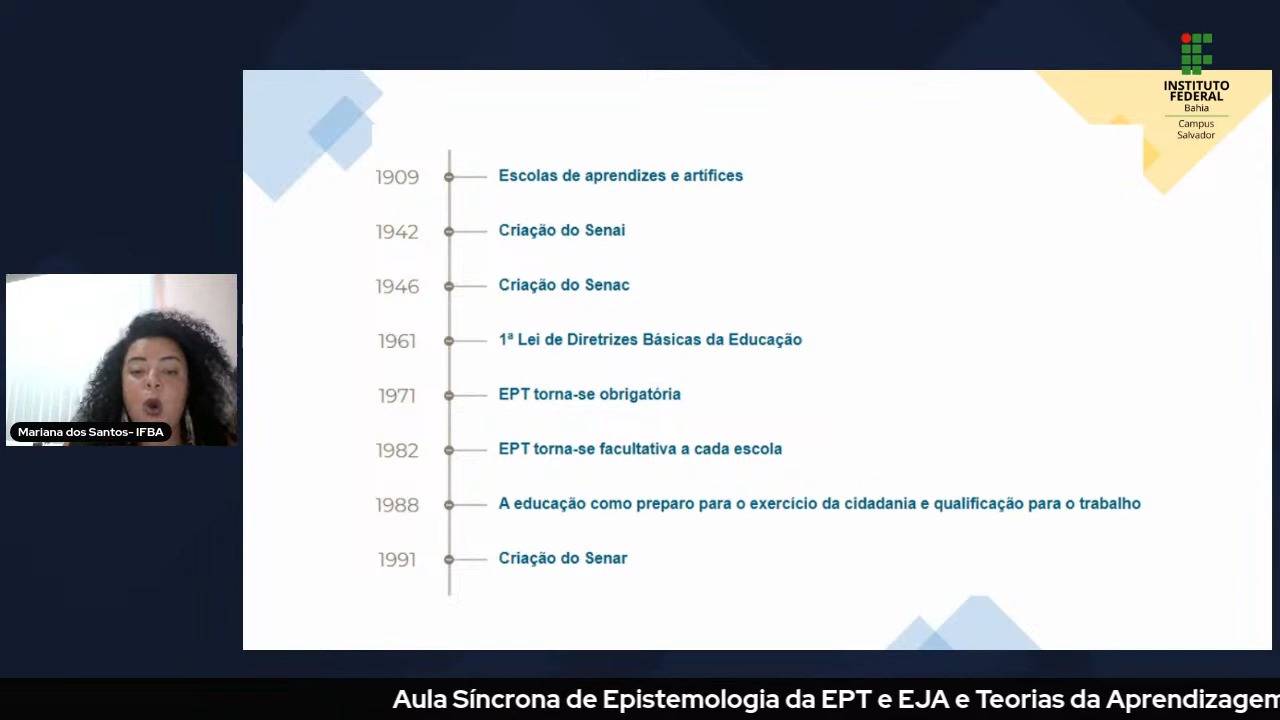 INSTITUTO
FEDERAL
Bahia
Campus
Salvador
1909 Escolas de aprendizes e artífices
1942 Criação do Senai
1946 Criação do Senac
1961 1ª Lei de Diretrizes Básicas da Educação
1971 EPT torna-se obrigatória
1982 EPT torna-se facultativa a cada escola
1988 A educação como preparo para o exercício da cidadania e qualificação para o trabalho
1991 Criação do Senar
Mariana dos Santos- IFBA
Aula Síncrona de Epistemologia da EPT e EJA e Teorias da Aprendizagem